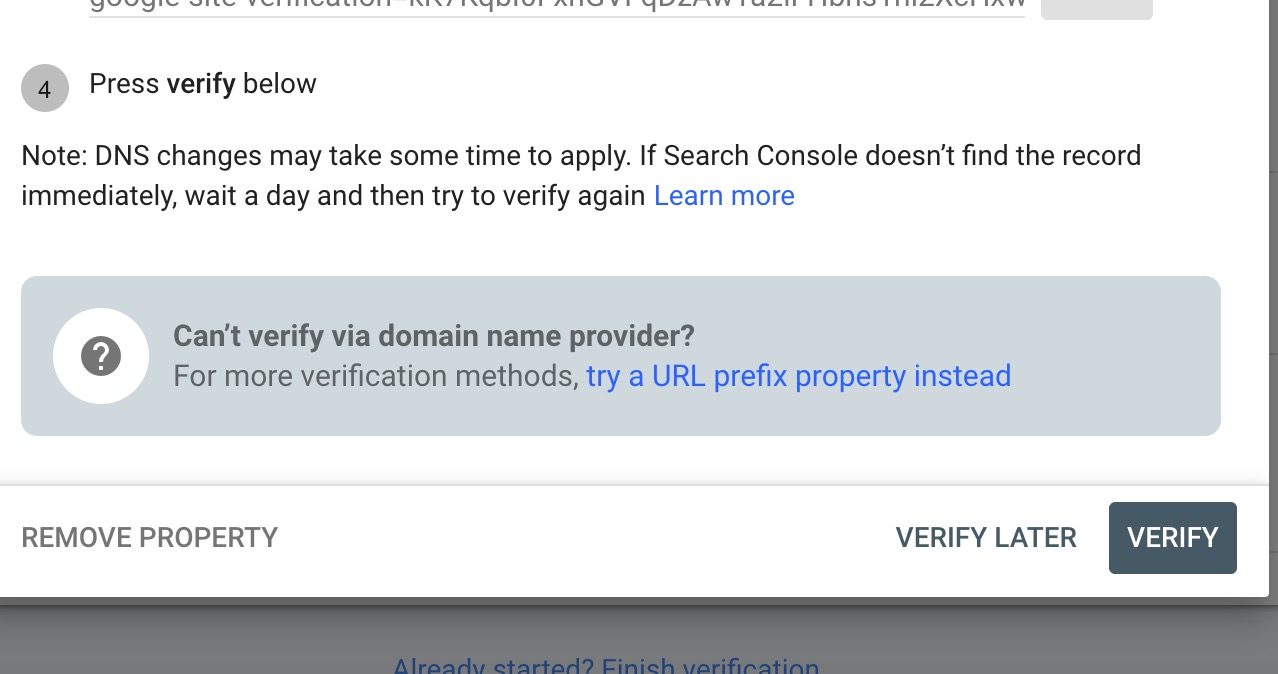 4
Press verify below
Note: DNS changes may take some time to apply. If Search Console doesn’t find the record
immediately, wait a day and then try to verify again Learn more
Can’t verify via domain name provider?
For more verification methods, try a URL prefix property instead
REMOVE PROPERTY
VERIFY LATER
VERIFY
Already started? Finish verification